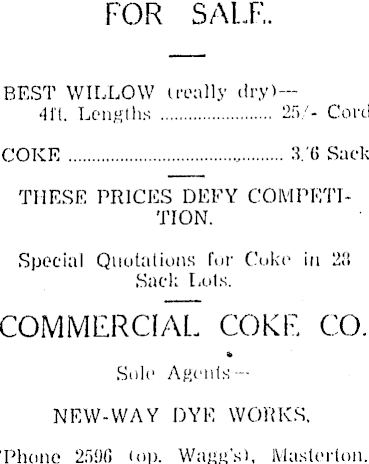 FOR SALE.
BEST WILLOW (really dry)—
4ft. Lengths ........................ 25/- Cord
COKE ............................................. 3/6 Sack
THESE PRICES DEFY COMPETI-
TION.
Special Quotations for Coke in 28
Sack Lots.
COMMERCIAL COKE CO.
Sole Agents—
NEW-WAY DYE WORKS,
'Phone 2596 (op. Wagg's), Masterton.